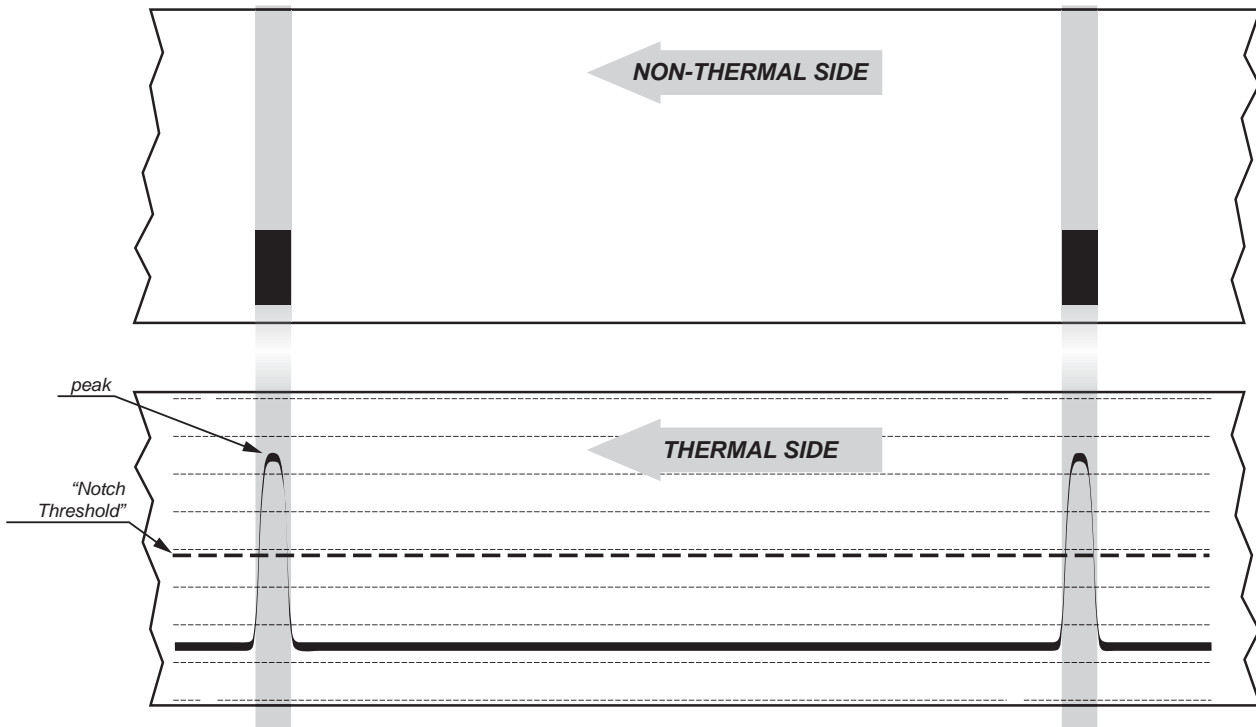 NON-THERMAL SIDE
peak
THERMAL SIDE
“Notch
Threshold”